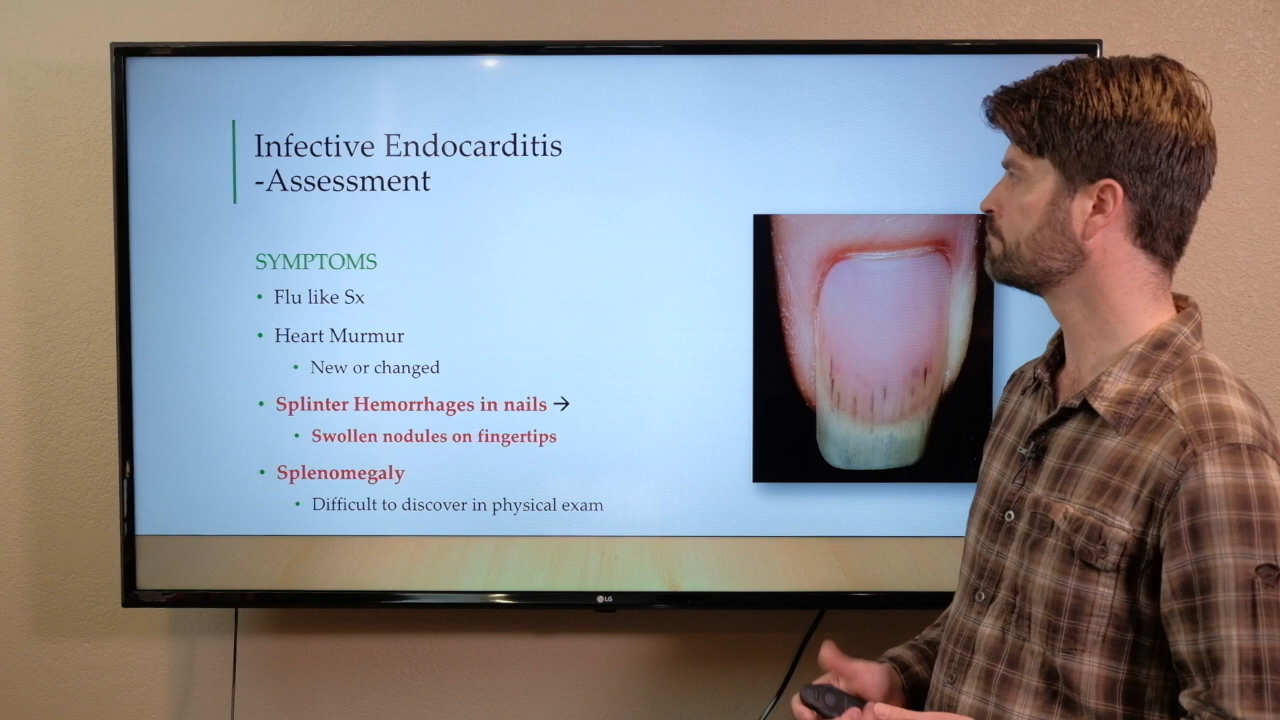 Infective Endocarditis
-Assessment
SYMPTOMS
• Flu like Sx
• Heart Murmur
• New or changed
• Splinter Hemorrhages in nails →
• Swollen nodules on fingertips
• Splenomegaly
• Difficult to discover in physical exam
LG